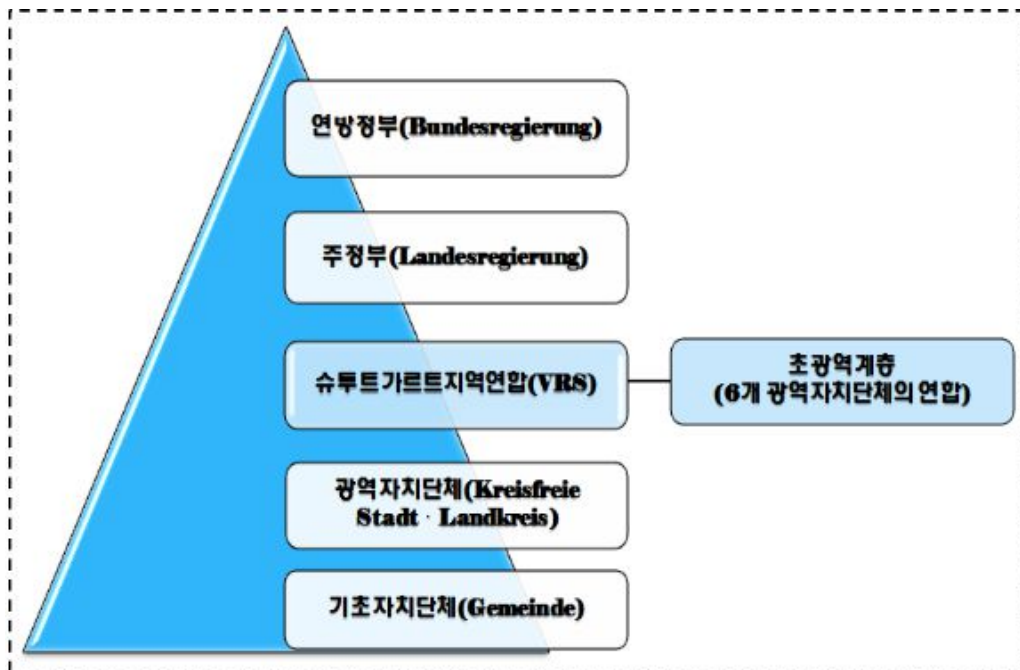 연방정부(Bundesregierung)
주정부(Landesregierung)
슈투트가르트지역연합(VRS)
초광역계층
(6개 광역자치단체의 연합)
광역자치단체(Kreisfreie
Stadt · Landkreis)
기초자치단체(Gemeinde)